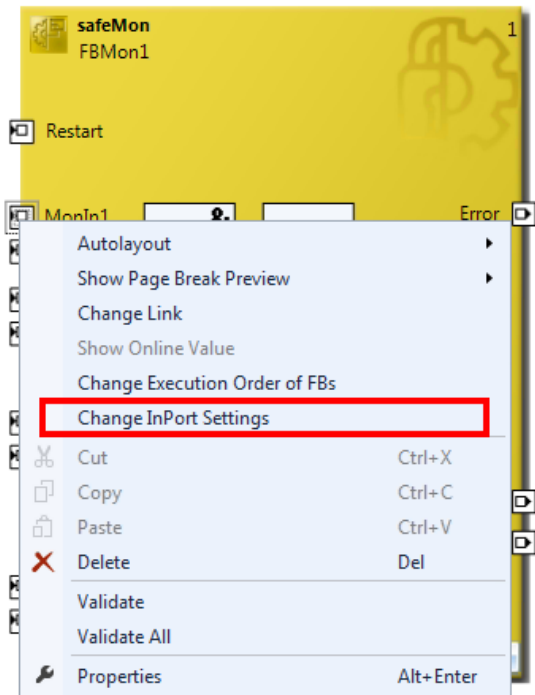 safeMon 1
FBMon1
Restart
MonIn1 &. Error
Autolayout
Show Page Break Preview
Change Link
Show Online Value
Change Execution Order of FBs
Change InPort Settings
Cut Ctrl+X
Copy Ctrl+C
Paste Ctrl+V
Delete Del
Validate
Validate All
Properties Alt+Enter